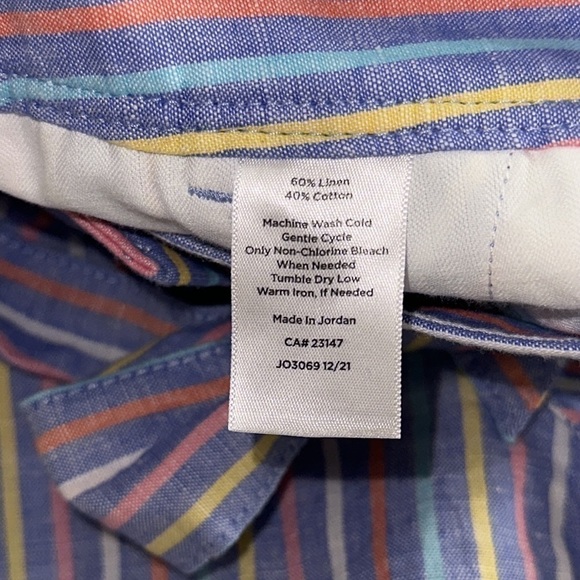 60% Linen
40% Cotton
Machine Wash Cold
Gentle Cycle
Only Non-Chlorine Bleach
When Needed
Tumble Dry Low
Warm Iron, If Needed
Made In Jordan
CA# 23147
JO3069 12/21